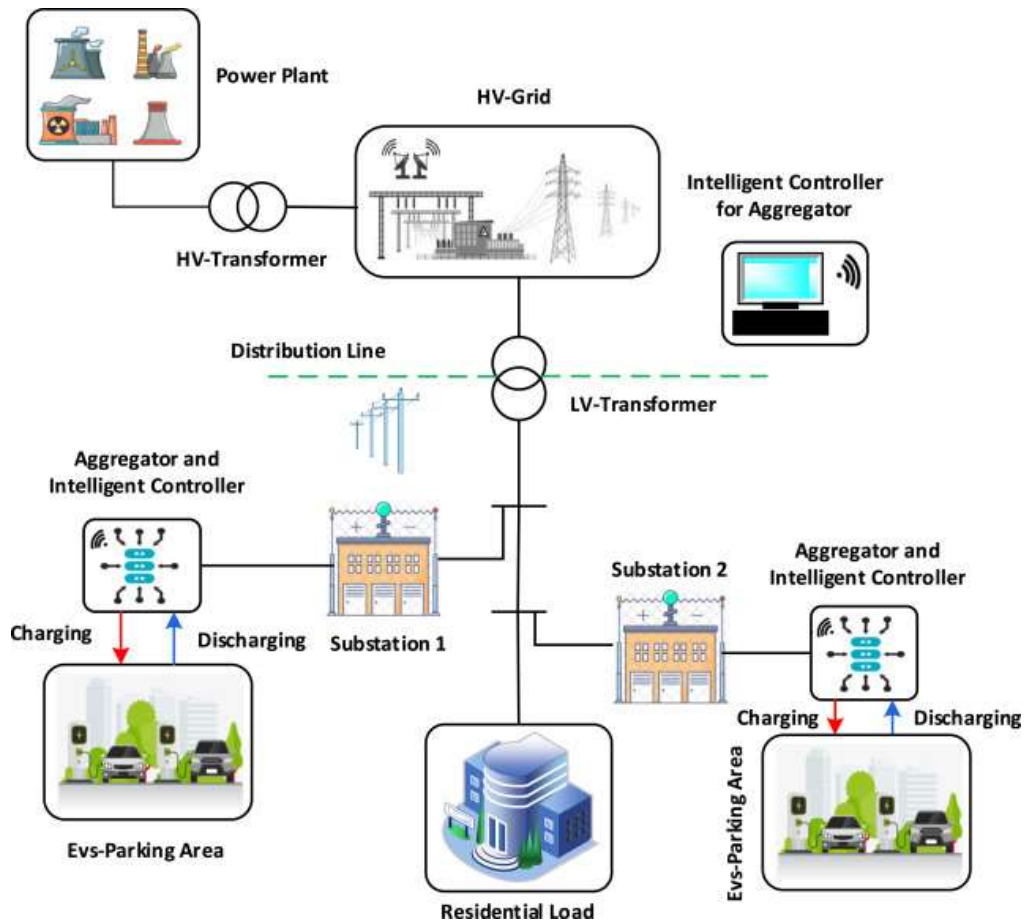 Power Plant
HV-Grid
Intelligent Controller
for Aggregator
HV-Transformer
Distribution Line
LV-Transformer
Aggregator and
Intelligent Controller
Substation 1
Charging
Discharging
Evs-Parking Area
Substation 2
Aggregator and
Intelligent Controller
Charging
Discharging
Evs-Parking Area
Residential Load